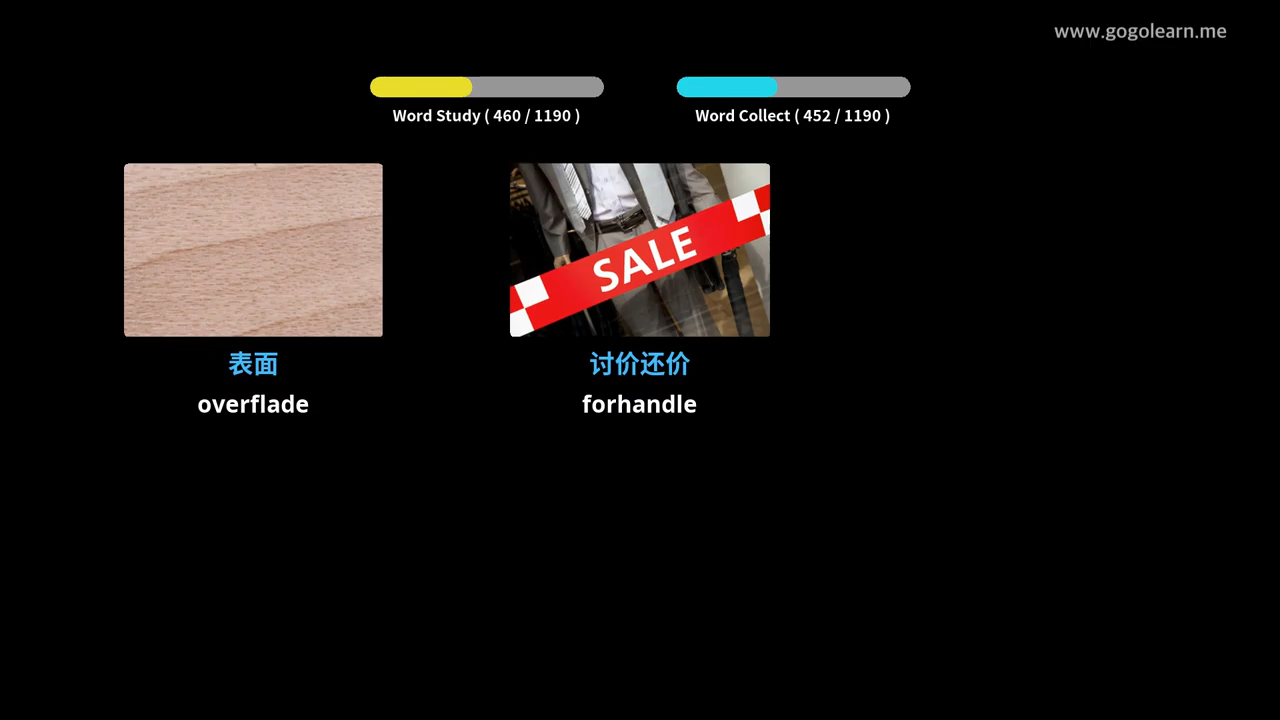 www.gogolearn.me
Word Study ( 460 / 1190 )
Word Collect ( 452 / 1190 )
SALE
表面
overflade
讨价还价
forhandle